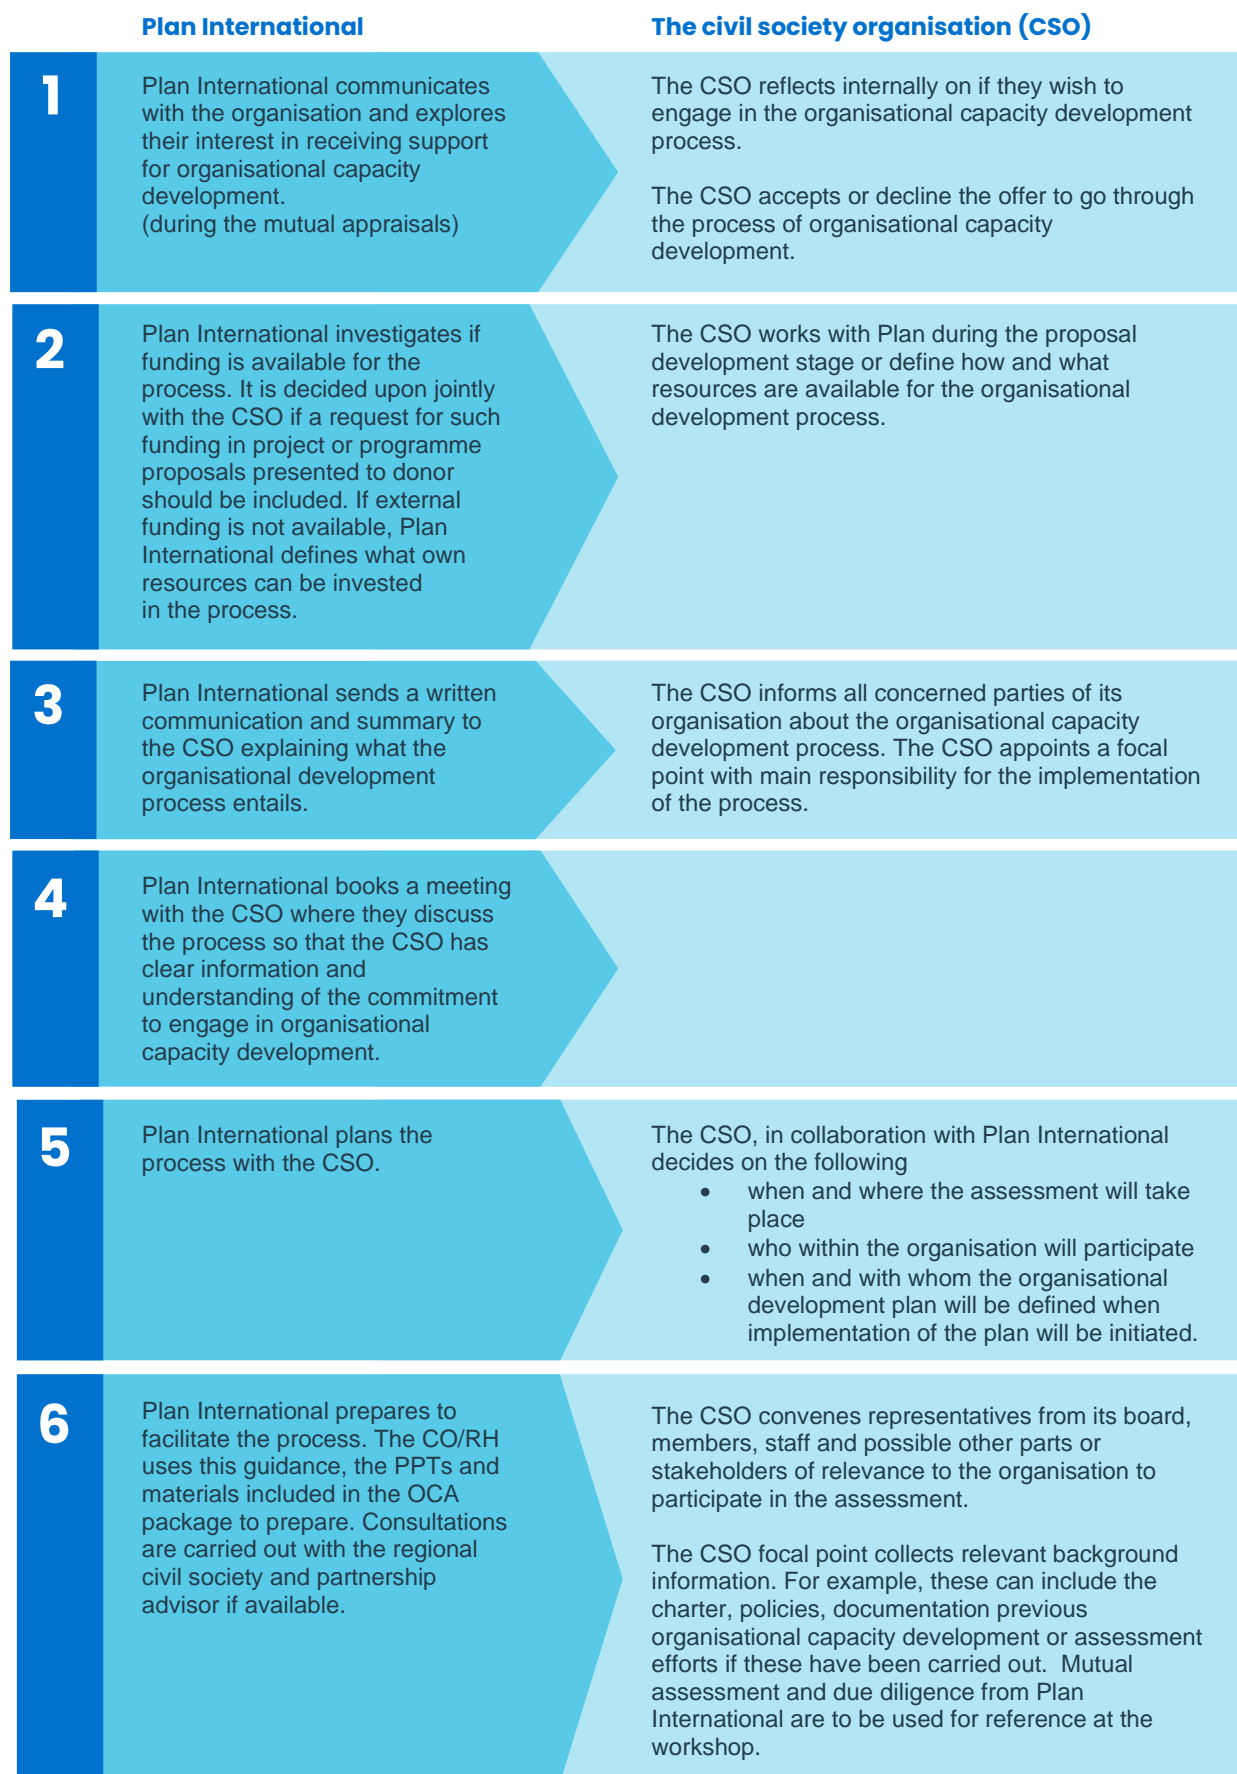 Plan International
The civil society organisation (CSO)
1
Plan International communicates
with the organisation and explores
their interest in receiving support
for organisational capacity
development.
(during the mutual appraisals)
The CSO reflects internally on if they wish to
engage in the organisational capacity development
process.
The CSO accepts or decline the offer to go through
the process of organisational capacity
development.
2
Plan International investigates if
funding is available for the
process. It is decided upon jointly
with the CSO if a request for such
funding in project or programme
proposals presented to donor
should be included. If external
funding is not available, Plan
International defines what own
resources can be invested
in the process.
The CSO works with Plan during the proposal
development stage or define how and what
resources are available for the organisational
development process.
3
Plan International sends a written
communication and summary to
the CSO explaining what the
organisational development
process entails.
The CSO informs all concerned parties of its
organisation about the organisational capacity
development process. The CSO appoints a focal
point with main responsibility for the implementation
of the process.
4
Plan International books a meeting
with the CSO where they discuss
the process so that the CSO has
clear information and
understanding of the commitment
to engage in organisational
capacity development.
5
Plan International plans the
process with the CSO.
The CSO, in collaboration with Plan International
decides on the following
• when and where the assessment will take
place
• who within the organisation will participate
• when and with whom the organisational
development plan will be defined when
implementation of the plan will be initiated.
6
Plan International prepares to
facilitate the process. The CO/RH
uses this guidance, the PPTs and
materials included in the OCA
package to prepare. Consultations
are carried out with the regional
civil society and partnership
advisor if available.
The CSO convenes representatives from its board,
members, staff and possible other parts or
stakeholders of relevance to the organisation to
participate in the assessment.
The CSO focal point collects relevant background
information. For example, these can include the
charter, policies, documentation previous
organisational capacity development or assessment
efforts if these have been carried out.  Mutual
assessment and due diligence from Plan
International are to be used for reference at the
workshop.